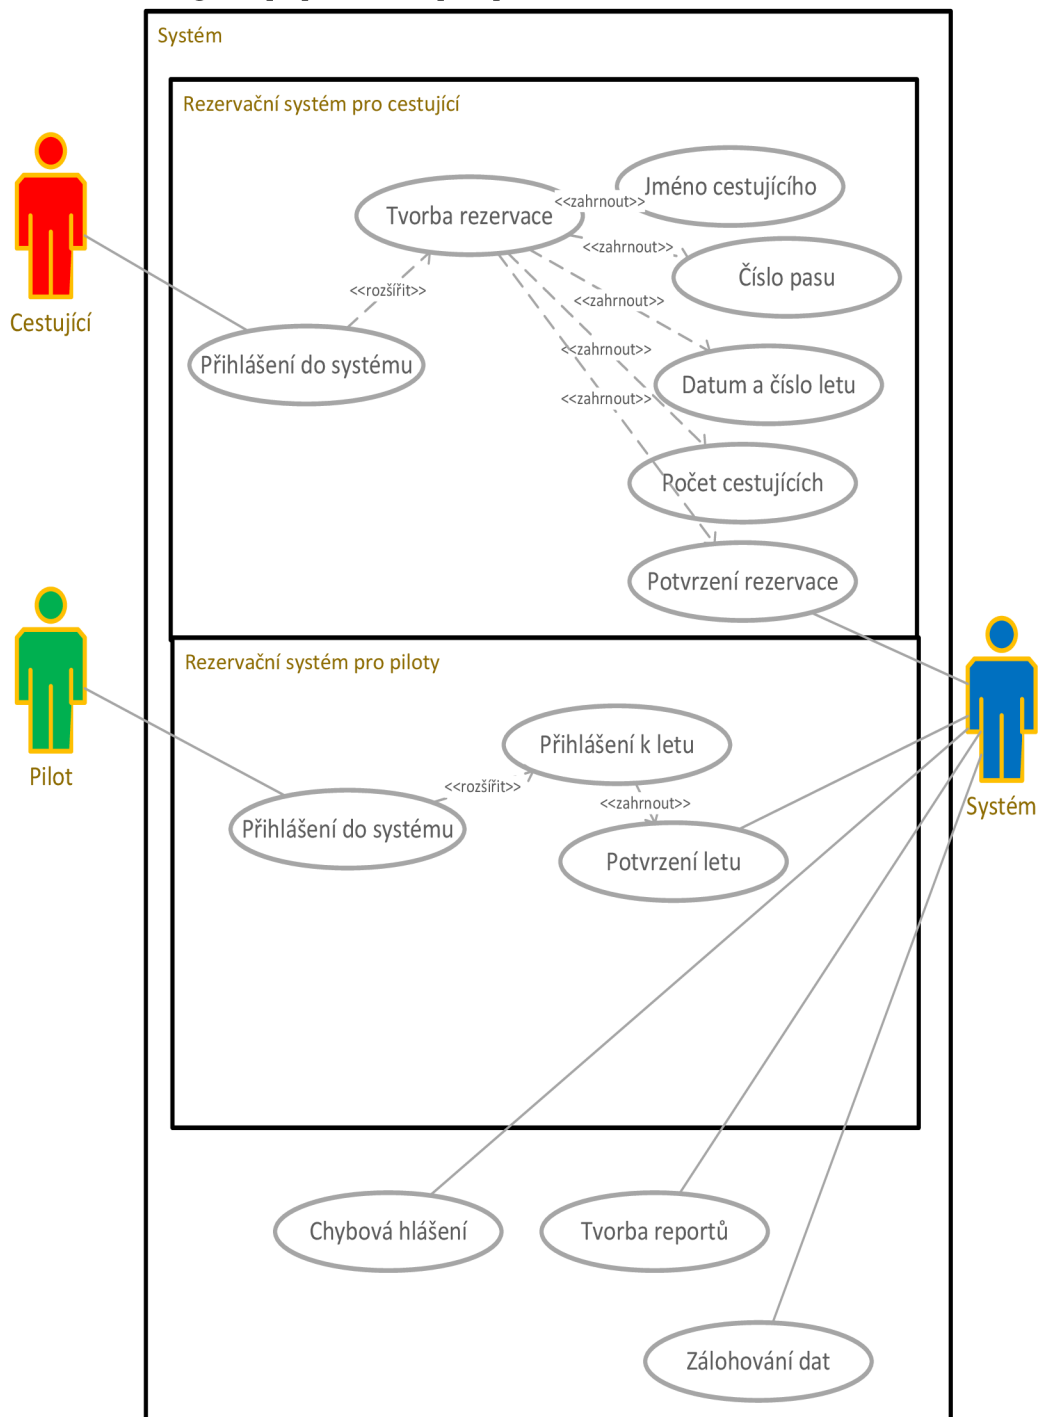 Systém
Rezervační systém pro cestující
Jméno cestujícího
<<zahrnout>>
Tvorba rezervace
<<zahrnout>>
Číslo pasu
<<rozšířit>>
<<zahrnout>>
Cestující
<<zahrnout>>
Přihlášení do systému
Datum a číslo letu
<<zahrnout>>
Počet cestujících
Potvrzení rezervace
Rezervační systém pro piloty
Přihlášení k letu
Pilot
<<rozšířit>>
<<zahrnout>>
Systém
Přihlášení do systému
Potvrzení letu
Chybová hlášení
Tvorba reportů
Zálohování dat